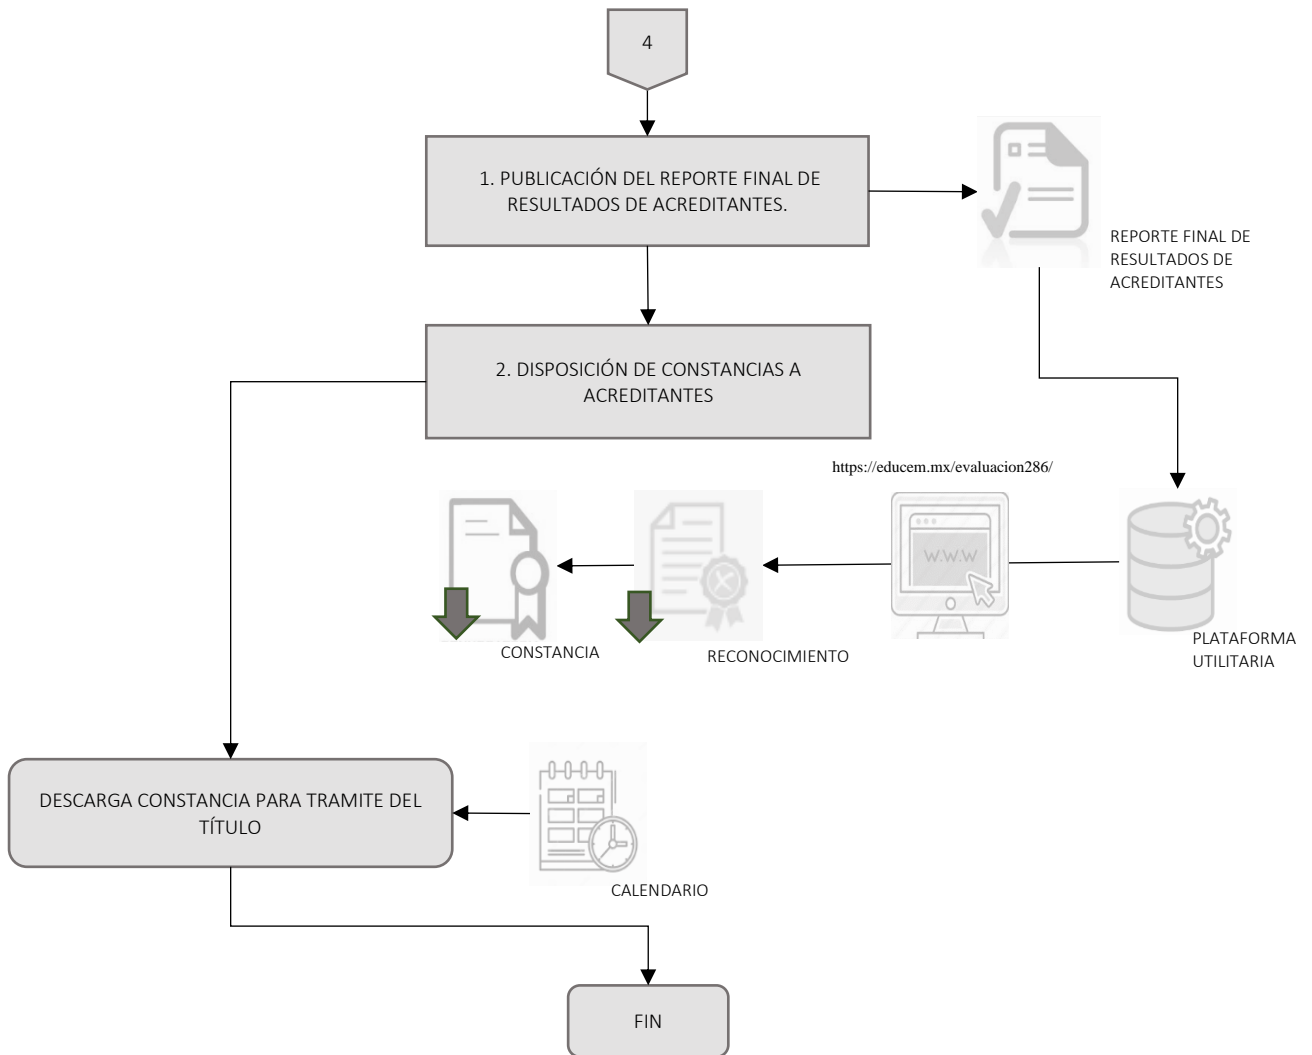 4
1. PUBLICACIÓN DEL REPORTE FINAL DE
RESULTADOS DE ACREDITANTES.
REPORTE FINAL DE
RESULTADOS DE
ACREDITANTES
2. DISPOSICIÓN DE CONSTANCIAS A
ACREDITANTES
https://educem.mx/evaluacion286/
W.W.W
CONSTANCIA
RECONOCIMIENTO
PLATAFORMA
UTILITARIA
DESCARGA CONSTANCIA PARA TRAMITE DEL
TÍTULO
CALENDARIO
FIN